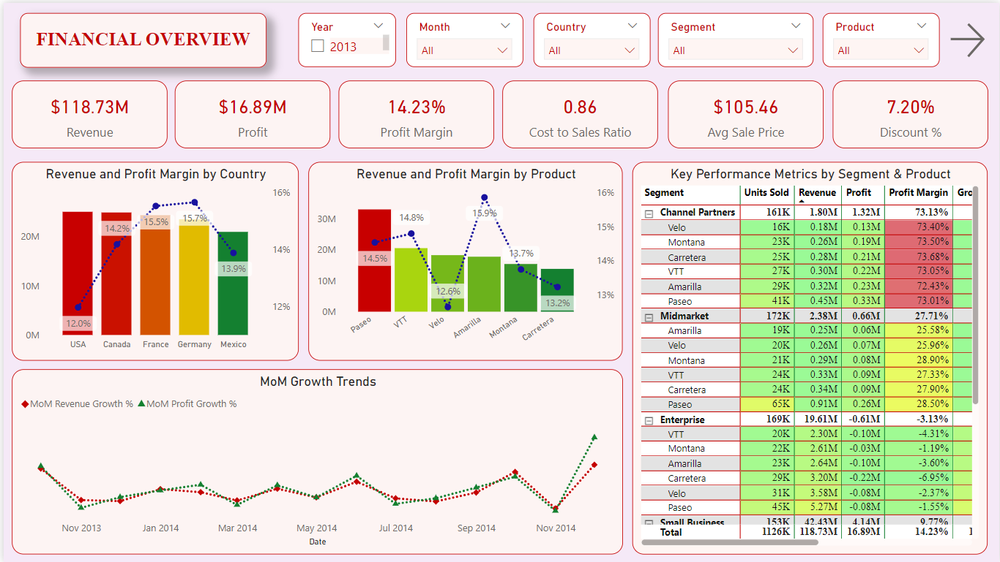 FINANCIAL OVERVIEW
Year
2013
Month
All
Country
All
Segment
All
Product
All
$118.73M
Revenue
$16.89M
Profit
14.23%
Profit Margin
0.86
Cost to Sales Ratio
$105.46
Avg Sale Price
7.20%
Discount %
Revenue and Profit Margin by Country
16%
14%
12%
20M
10M
0M
12.0%
14.2%
15.5%
15.7%
13.9%
USA Canada France Germany Mexico
Revenue and Profit Margin by Product
30M
20M
10M
0M
16%
15%
14%
13%
14.5%
14.8%
12.6%
15.9%
13.7%
13.2%
Paseo VTT Velo Amarilla Montana Carretera
MoM Growth Trends
MoM Revenue Growth % MoM Profit Growth %
Nov 2013 Jan 2014 Mar 2014 May 2014 Jul 2014 Sep 2014 Nov 2014
Date
Key Performance Metrics by Segment & Product
Segment Units Sold Revenue Profit Profit Margin Gro
Channel Partners 161K 1.80M 1.32M 73.13%
Velo 16K 0.18M 0.13M 73.40%
Montana 23K 0.26M 0.19M 73.50%
Carretera 25K 0.28M 0.21M 73.68%
VTT 27K 0.30M 0.22M 73.05%
Amarilla 29K 0.32M 0.23M 72.43%
Paseo 41K 0.45M 0.33M 73.01%
Midmarket 172K 2.38M 0.66M 27.71%
Amarilla 19K 0.25M 0.06M 25.58%
Velo 20K 0.26M 0.07M 25.96%
Montana 21K 0.29M 0.08M 28.90%
VTT 24K 0.33M 0.09M 27.33%
Carretera 24K 0.34M 0.09M 27.90%
Paseo 65K 0.91M 0.26M 28.50%
Enterprise 169K 19.61M -0.61M -3.13%
VTT 20K 2.30M -0.10M -4.31%
Montana 22K 2.61M -0.03M -1.19%
Amarilla 23K 2.64M -0.10M -3.60%
Carretera 29K 3.20M -0.22M -6.95%
Velo 31K 3.58M -0.08M -2.37%
Paseo 45K 5.27M -0.08M -1.55%
Small Business 153K 42.43M 4.14M 9.77%
Total 1126K 118.73M 16.89M 14.23%